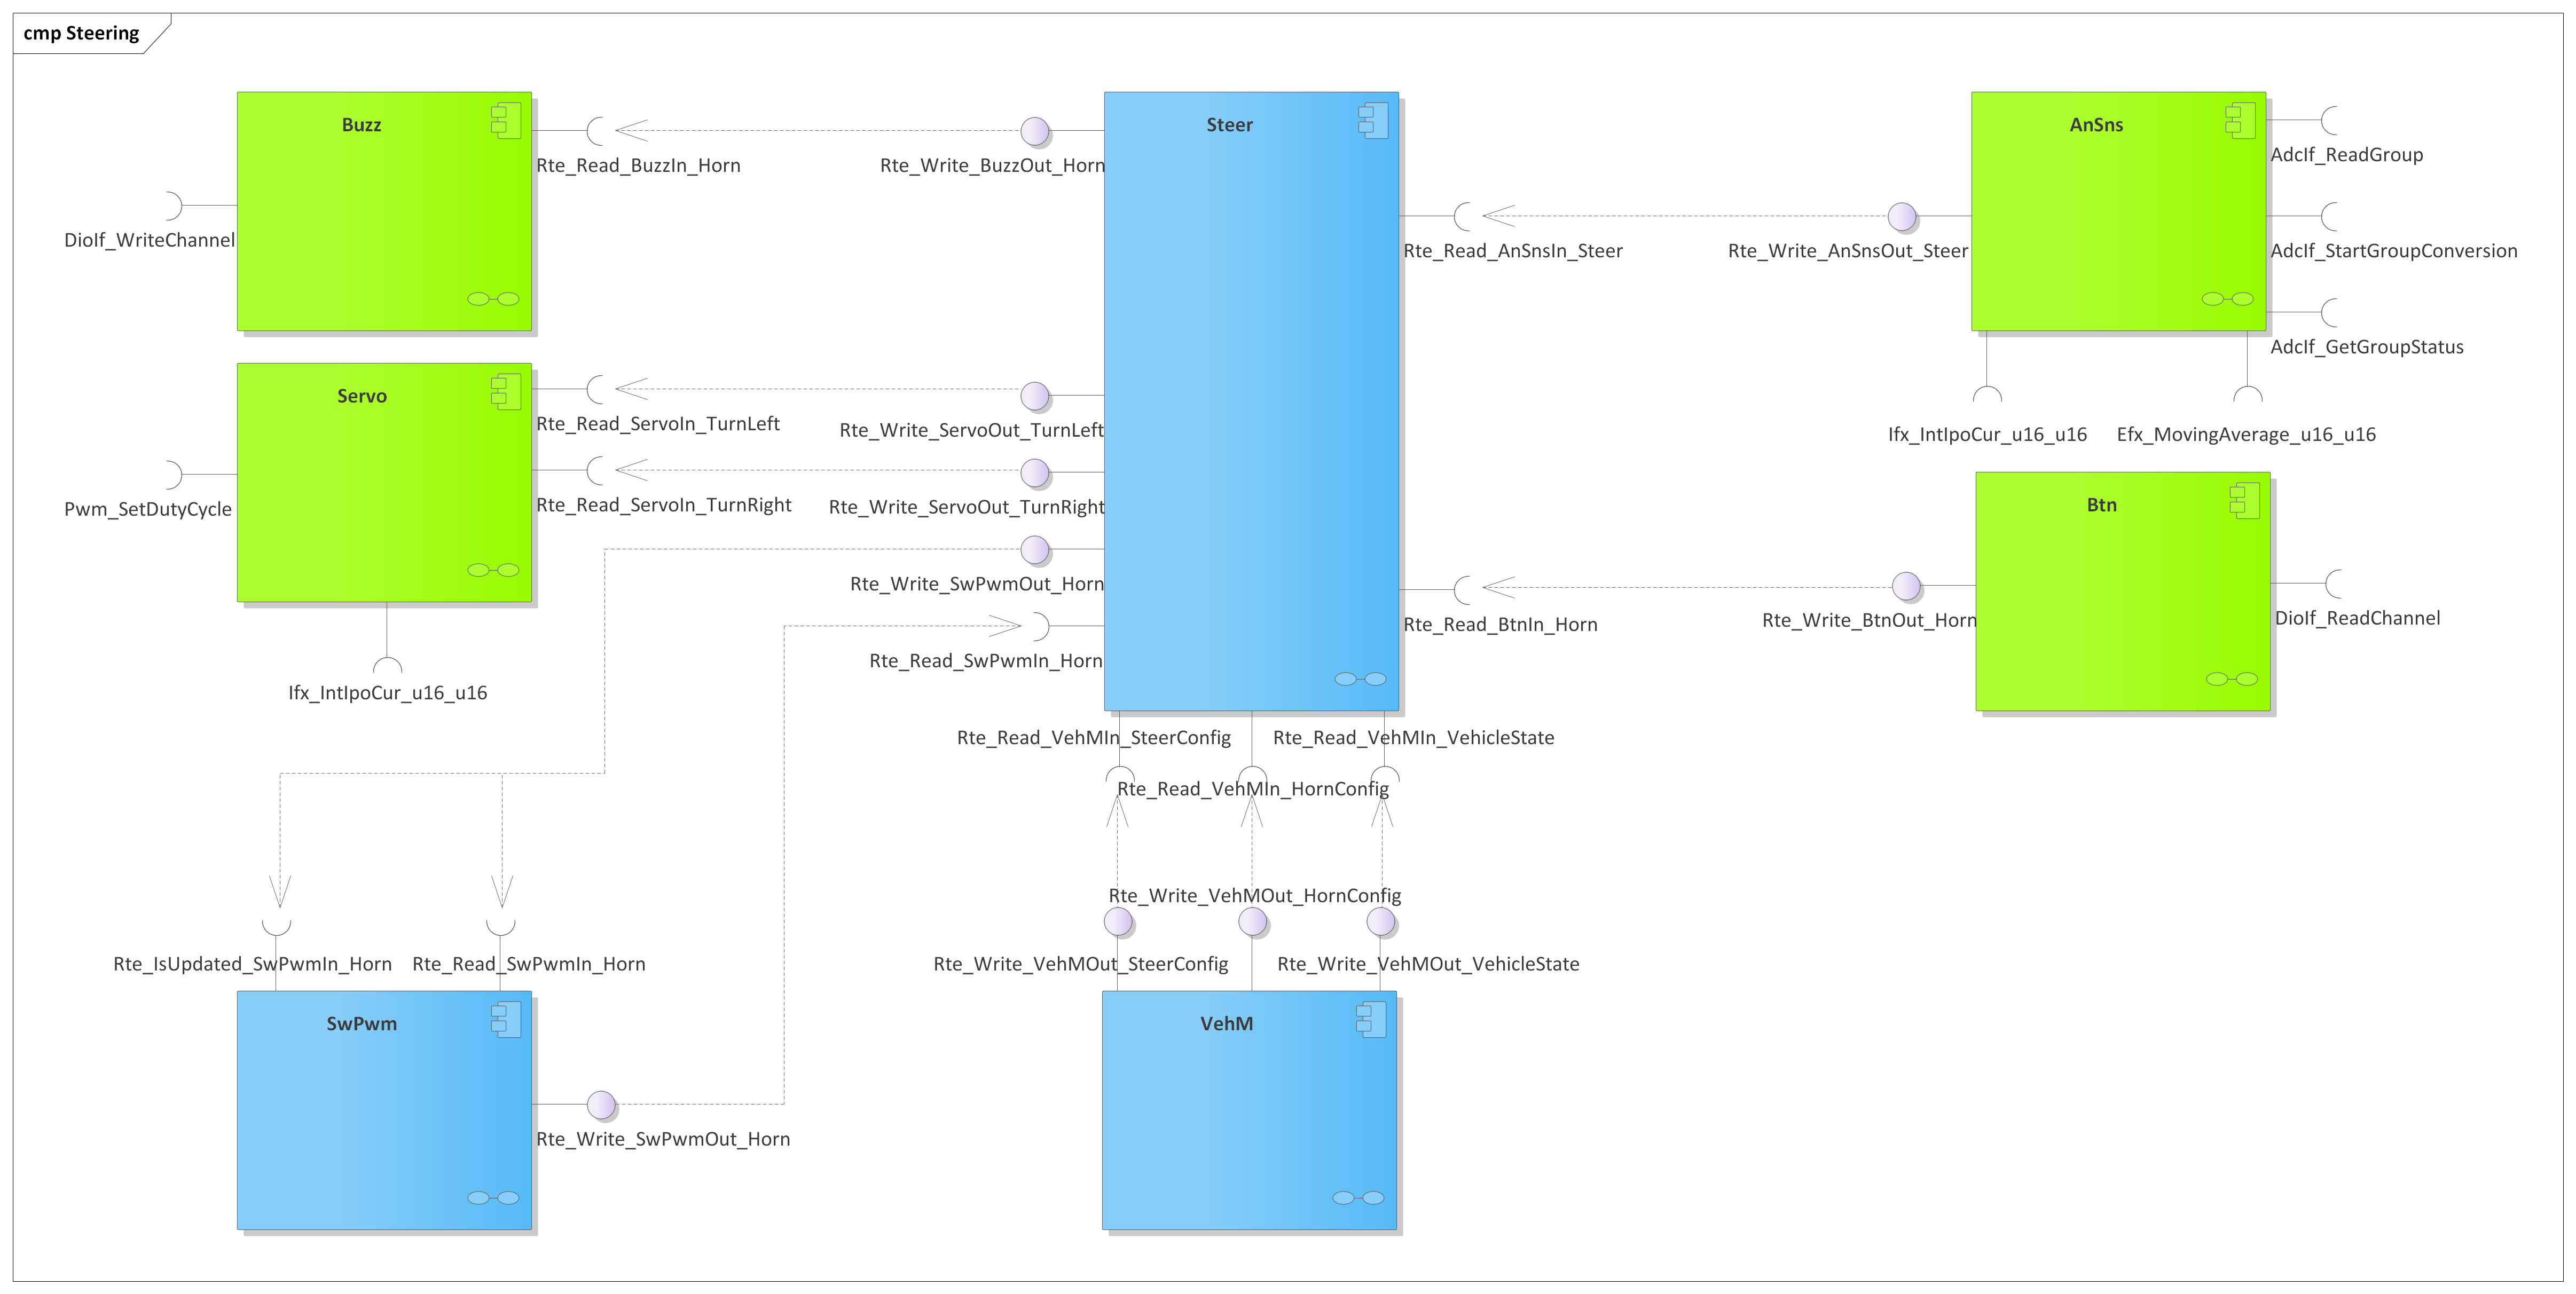 cmp Steering
Buzz
Rte_Read_BuzzIn_Horn
DioIf_WriteChannel
Rte_Write_BuzzOut_Horn
Steer
Rte_Read_AnSnsIn_Steer
Rte_Write_AnSnsOut_Steer
AnSns
AdcIf_ReadGroup
AdcIf_StartGroupConversion
AdcIf_GetGroupStatus
Ifx_IntIpoCur_u16_u16
Efx_MovingAverage_u16_u16
Servo
Rte_Read_ServoIn_TurnLeft
Rte_Read_ServoIn_TurnRight
Pwm_SetDutyCycle
Ifx_IntIpoCur_u16_u16
Rte_Write_ServoOut_TurnLeft
Rte_Write_ServoOut_TurnRight
Rte_Write_SwPwmOut_Horn
Rte_Read_SwPwmIn_Horn
Rte_Read_BtnIn_Horn
Rte_Write_BtnOut_Horn
Btn
DioIf_ReadChannel
Rte_Read_VehMIn_SteerConfig
Rte_Read_VehMIn_VehicleState
Rte_Read_VehMIn_HornConfig
Rte_Write_VehMOut_HornConfig
Rte_Write_VehMOut_SteerConfig
Rte_Write_VehMOut_VehicleState
Rte_IsUpdated_SwPwmIn_Horn
Rte_Read_SwPwmIn_Horn
SwPwm
Rte_Write_SwPwmOut_Horn
VehM